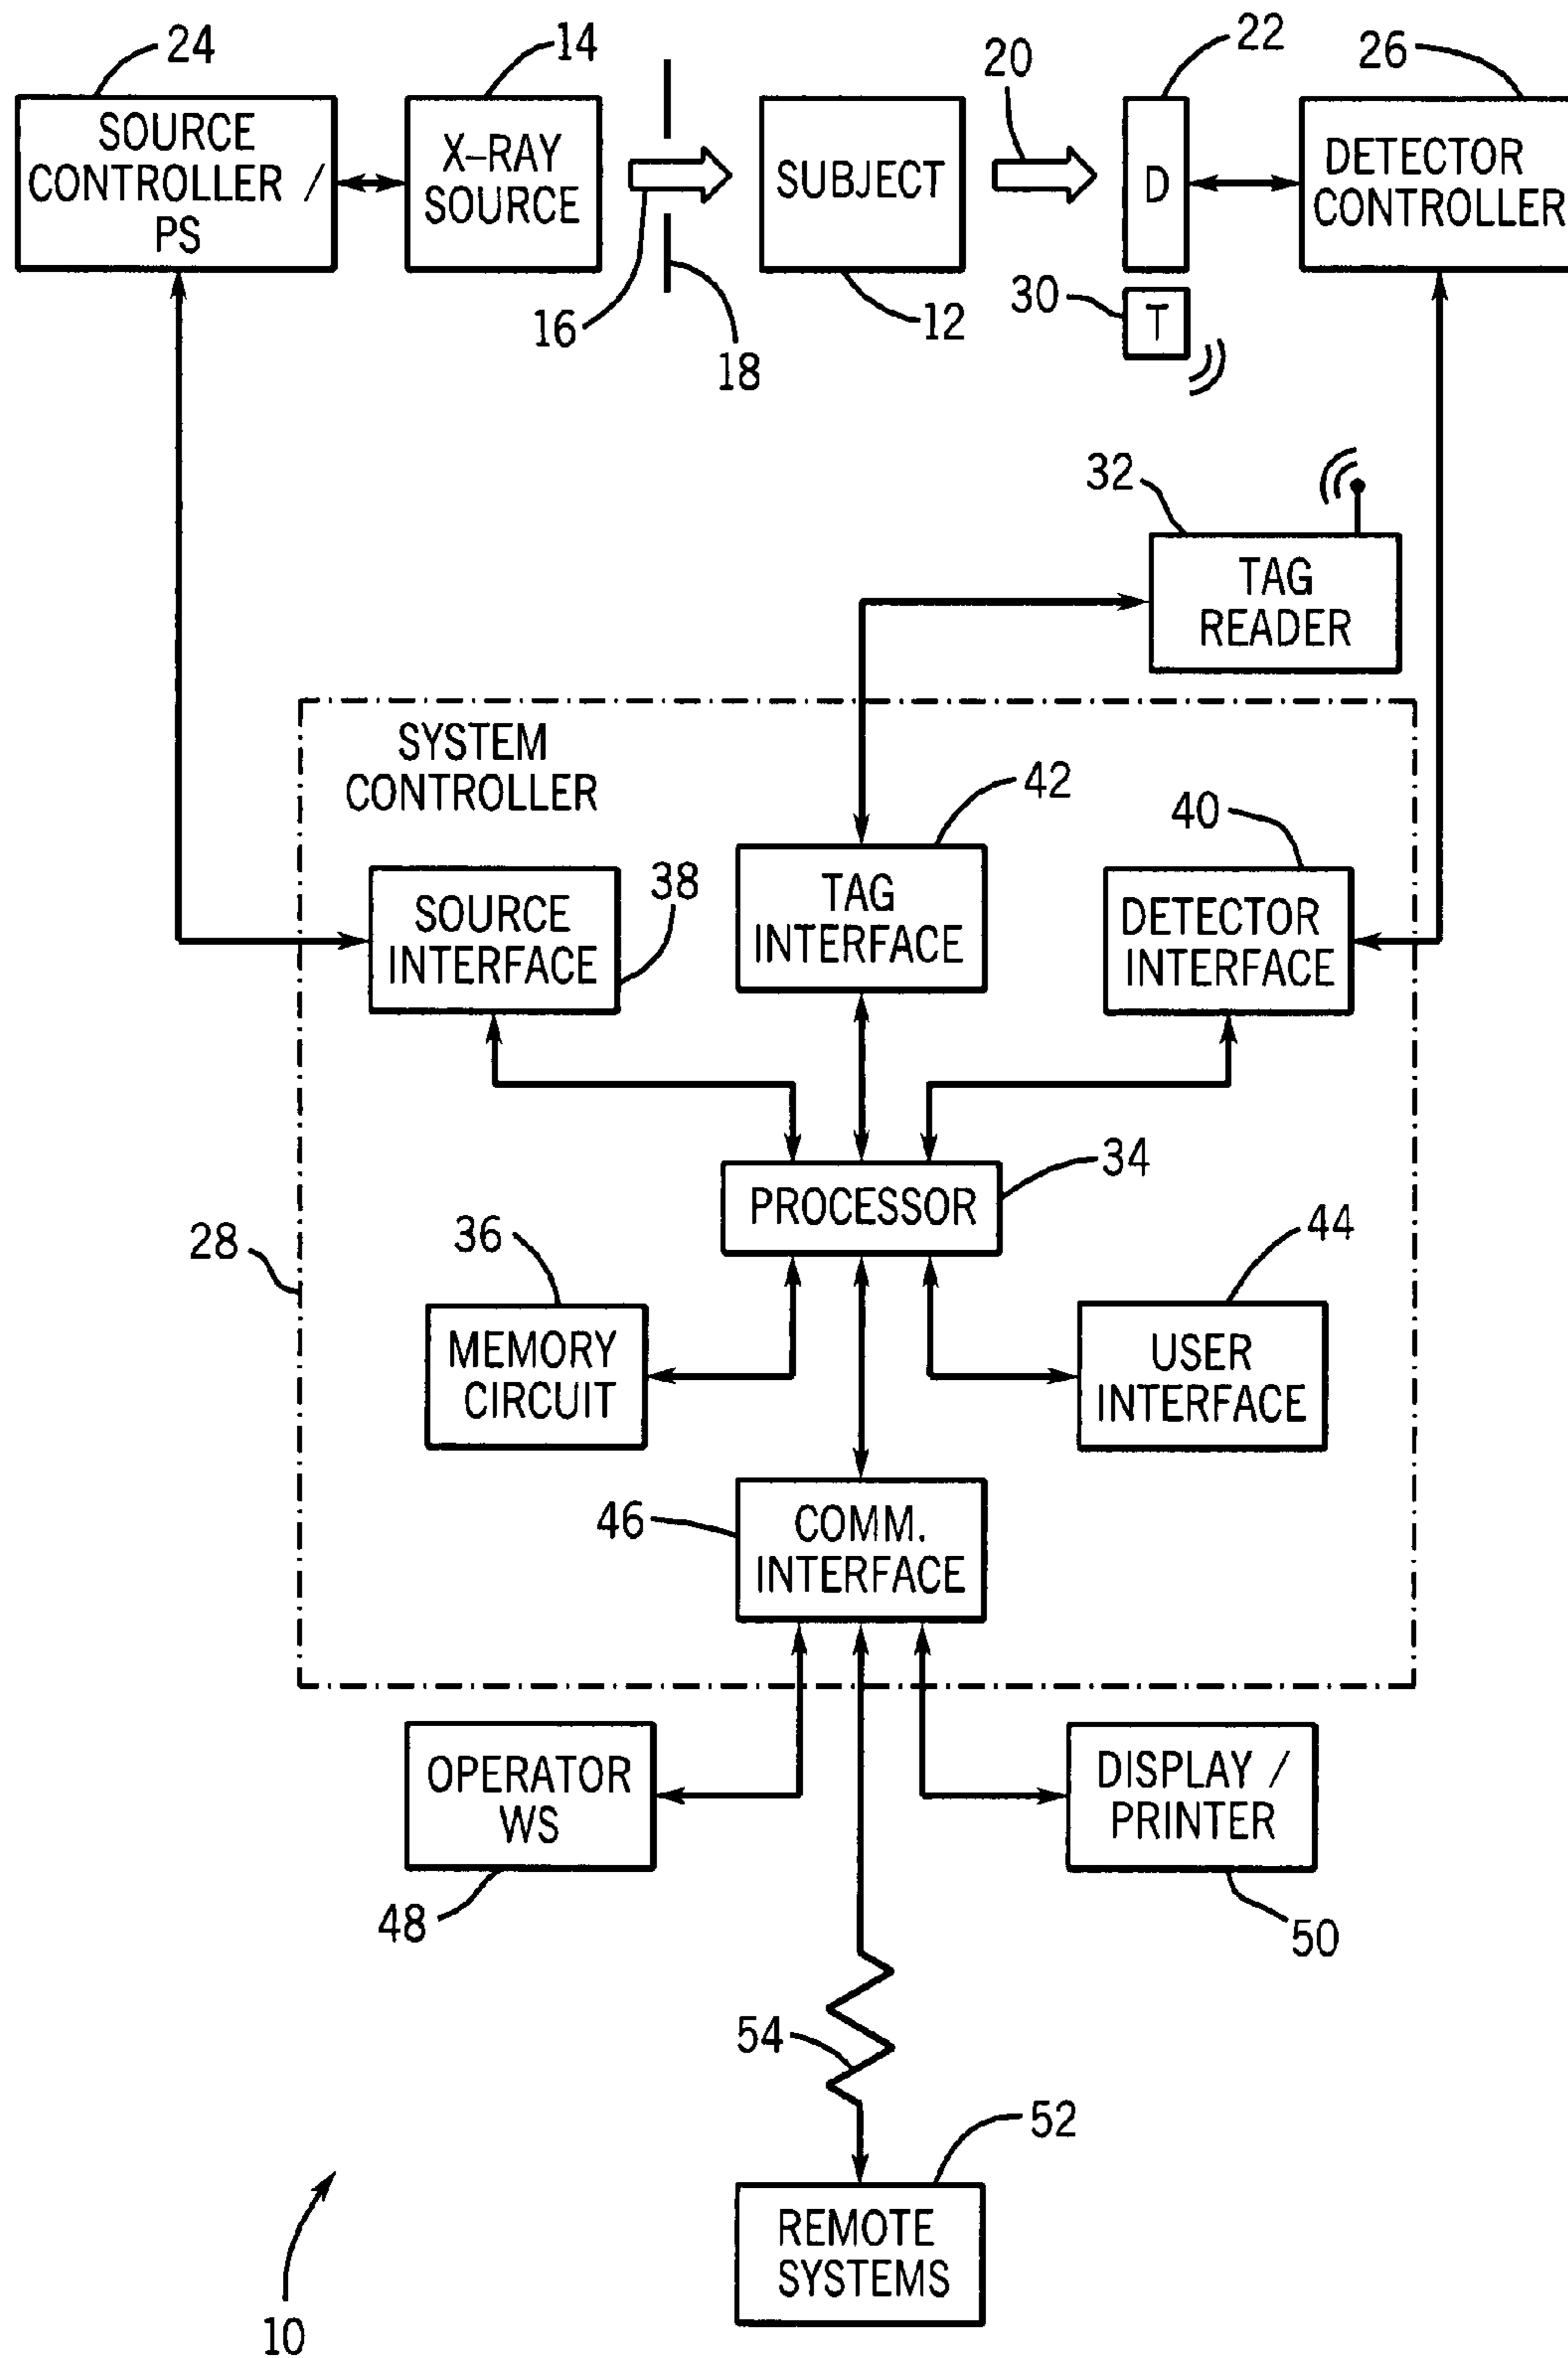 24
14
20
22
26
SOURCE
CONTROLLER /
PS
X-RAY
SOURCE
SUBJECT
D
DETECTOR
CONTROLLER
16
18
12
30
T
32
TAG
READER
SYSTEM
CONTROLLER
42
40
38
SOURCE
INTERFACE
TAG
INTERFACE
DETECTOR
INTERFACE
34
PROCESSOR
36
44
28
MEMORY
CIRCUIT
USER
INTERFACE
46
COMM.
INTERFACE
OPERATOR
WS
DISPLAY /
PRINTER
48
50
54
52
REMOTE
SYSTEMS
10